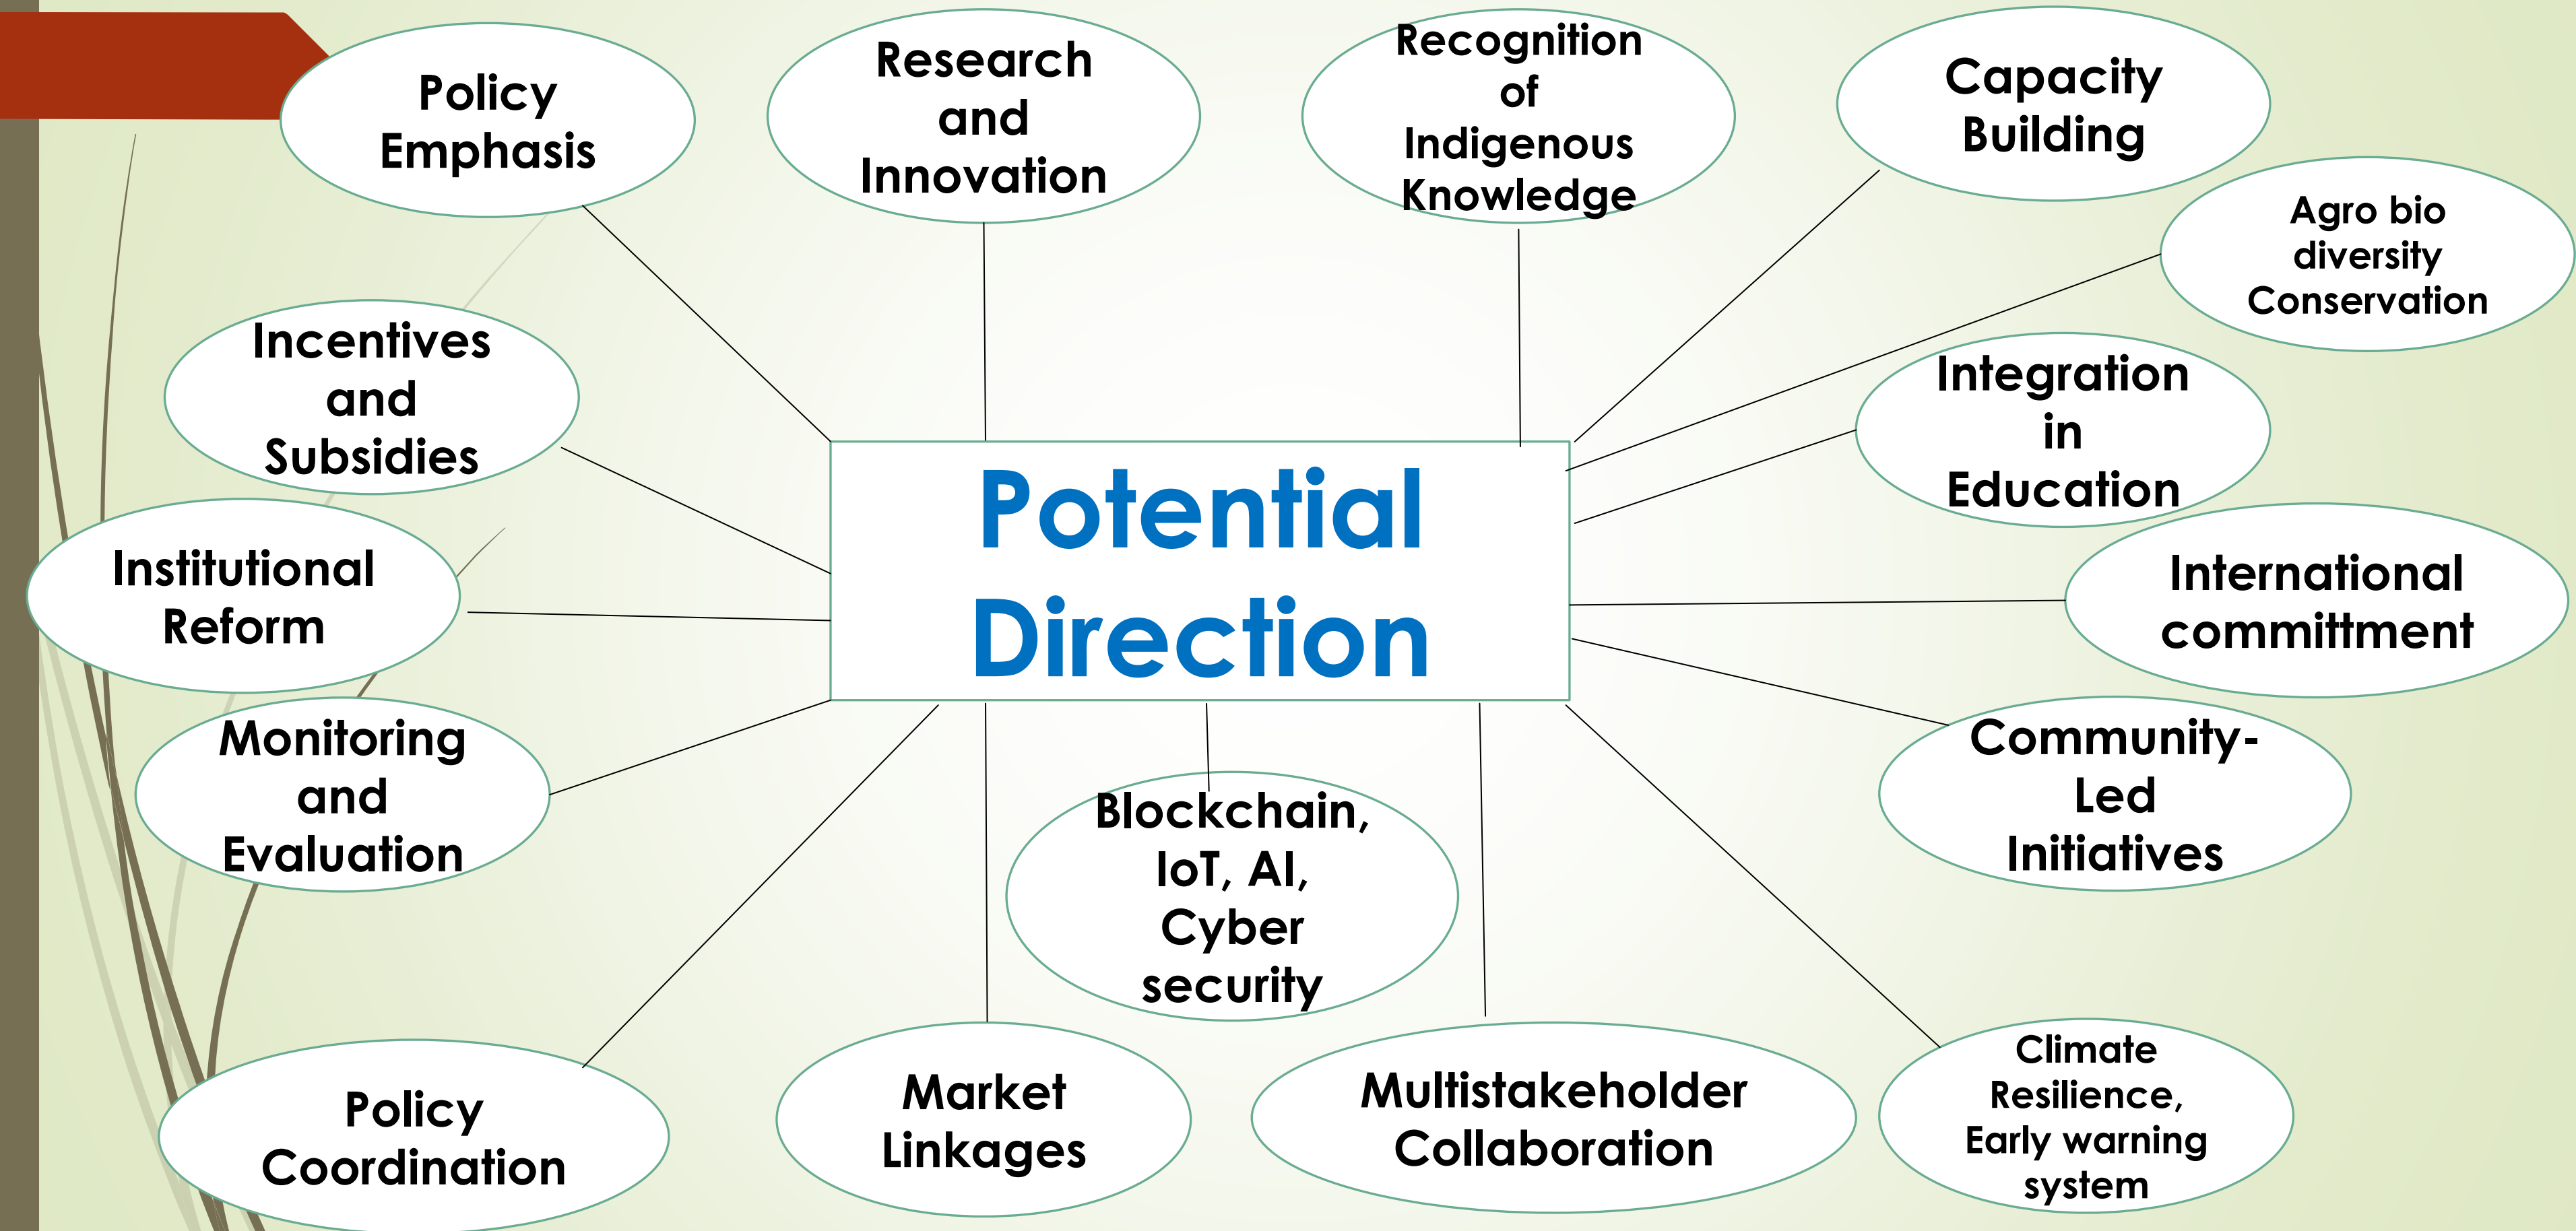 Policy
Emphasis
Research
and
Innovation
Recognition
of
Indigenous
Knowledge
Capacity
Building
Agro bio
diversity
Conservation
Incentives
and
Subsidies
Integration
in
Education
Potential
Direction
Institutional
Reform
International
committment
Monitoring
and
Evaluation
Community-
Led
Initiatives
Blockchain,
IoT, AI,
Cyber
security
Policy
Coordination
Market
Linkages
Multistakeholder
Collaboration
Climate
Resilience,
Early warning
system